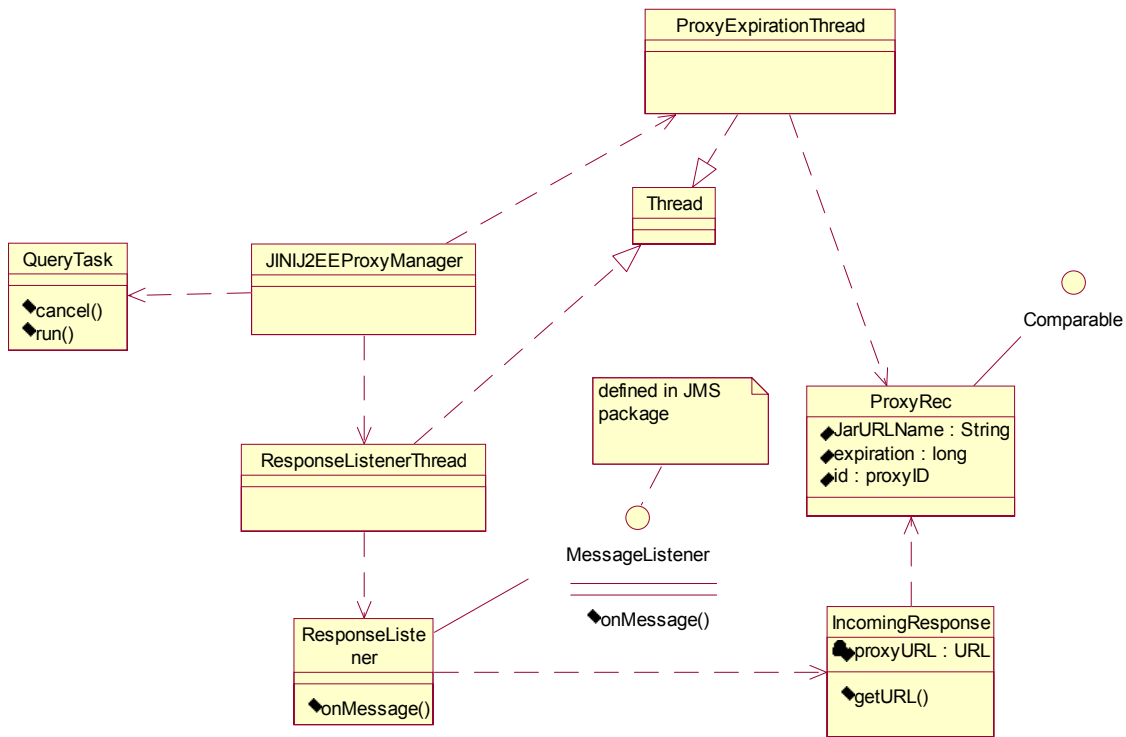 ProxyExpirationThread
Thread
QueryTask
cancel()
run()
JINIJ2EEProxyManager
Comparable
defined in JMS
package
ProxyRec
JarURLName : String
expiration : long
id : proxyID
ResponseListenerThread
MessageListener
onMessage()
ResponseListe
ner
onMessage()
IncomingResponse
proxyURL : URL
getURL()